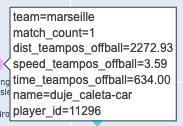 team=marseille
match_count=1
dist_teampos_offball=2272.93
speed_teampos_offball=3.59
time_teampos_offball=634.00
name=duje_caleta-car
player_id=11296